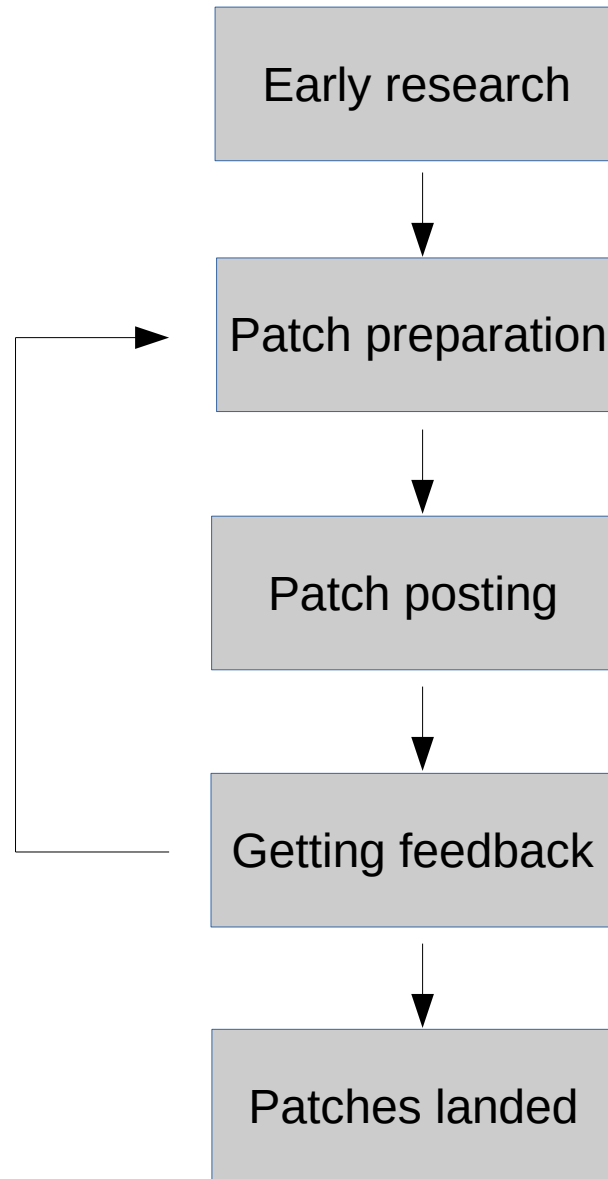 Early research
Patch preparation
Patch posting
Getting feedback
Patches landed